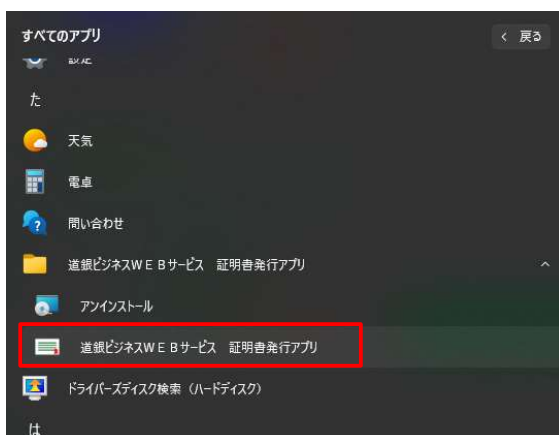 すべてのアプリ
戻る
設定
た
天気
電卓
問い合わせ
道銀ビジネスWEBサービス 証明書発行アプリ
アンインストール
道銀ビジネスWEBサービス 証明書発行アプリ
ドライバーズディスク検索（ハードディスク）
は